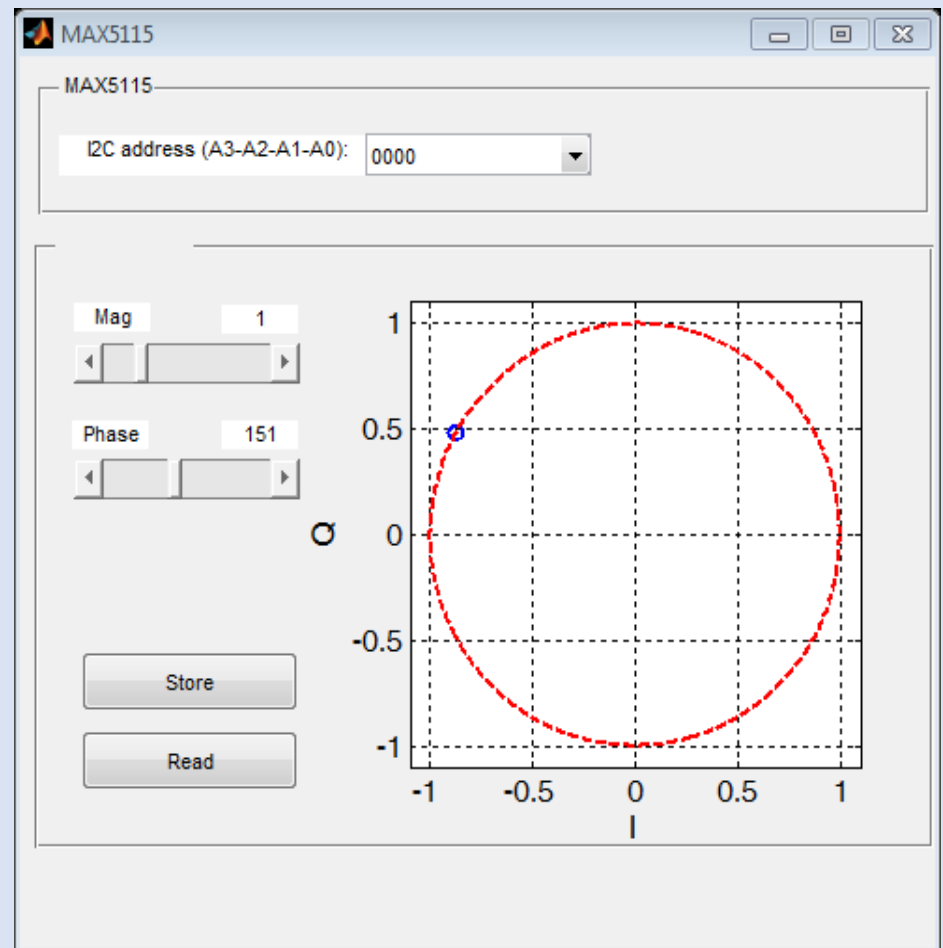 MAX5115
MAX5115
I2C address (A3-A2-A1-A0): 0000
Mag 1
Phase 151
Store
Read
Q
1
0.5
0
-0.5
-1
-1 -0.5 0 0.5 1
I